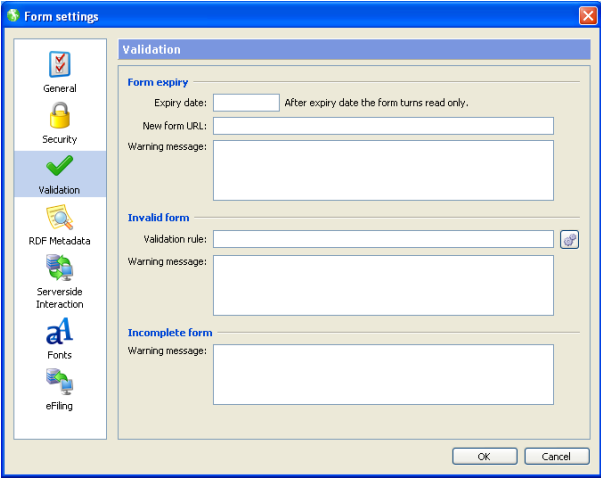 Form settings
General
Security
Validation
RDF Metadata
Serverside
Interaction
Fonts
eFiling
Validation
Form expiry
Expiry date: After expiry date the form turns read only.
New form URL:
Warning message:
Invalid form
Validation rule:
Warning message:
Incomplete form
Warning message:
OK Cancel